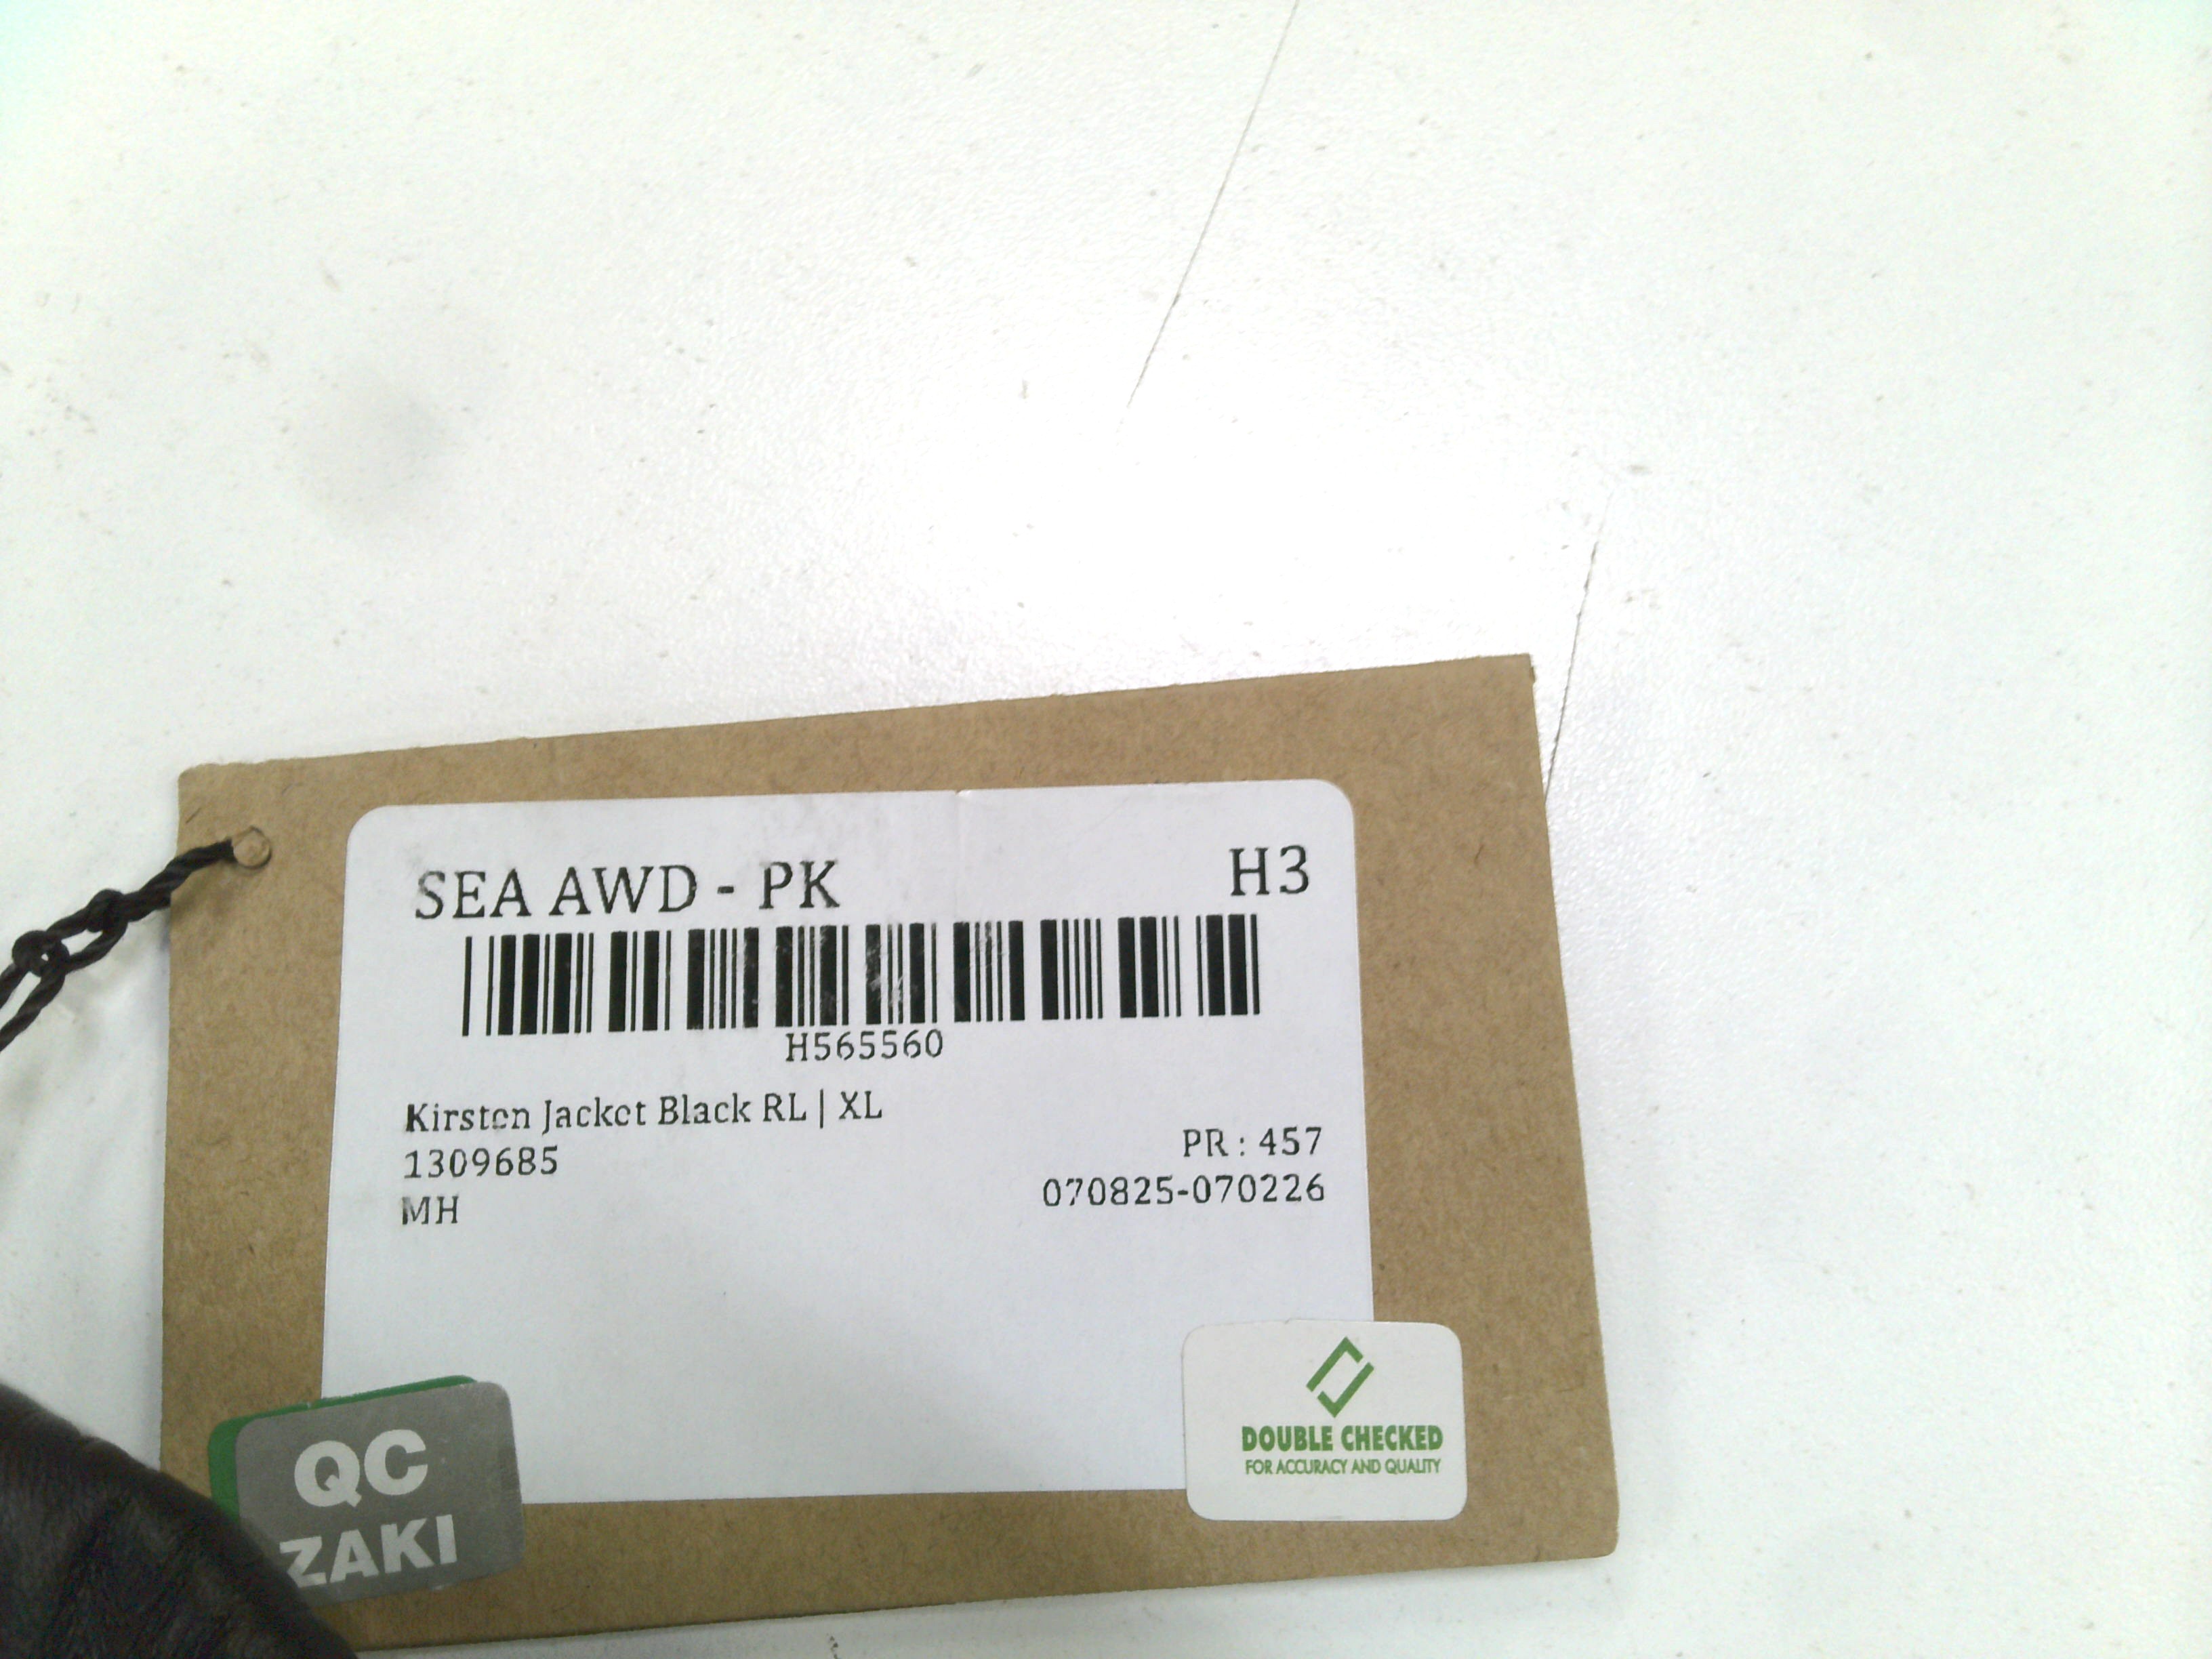 SEA AWD - PK
H3
H565560
Kirsten Jacket Black RL | XL
1309685
PR : 457
MH
070825-070226
DOUBLE CHECKED
FOR ACCURACY AND QUALITY
QC
ZAKI